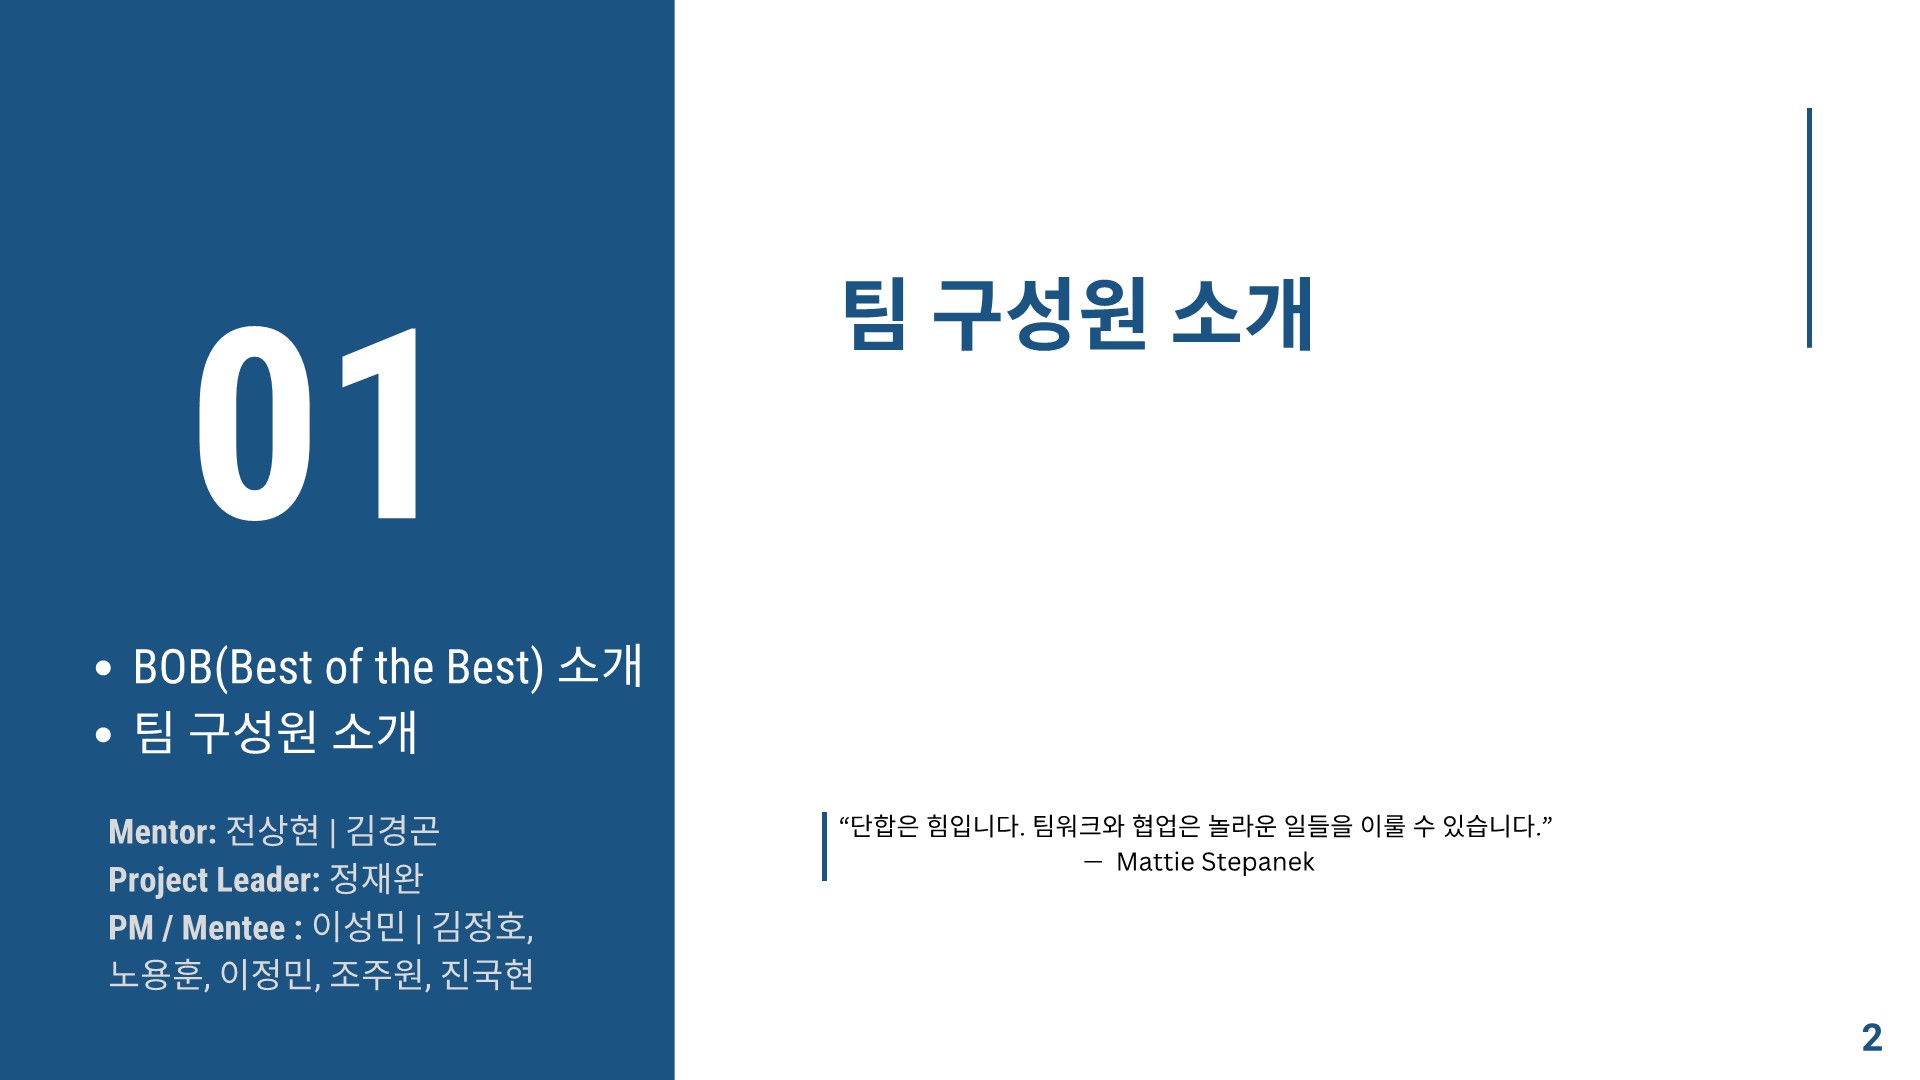 01
• BOB(Best of the Best) 소개
• 팀 구성원 소개
Mentor: 전상현 | 김경곤
Project Leader: 정재완
PM / Mentee : 이성민 | 김정호,
노용훈, 이정민, 조주원, 진국현
팀 구성원 소개
“단합은 힘입니다. 팀워크와 협업은 놀라운 일들을 이룰 수 있습니다.”
— Mattie Stepanek
2